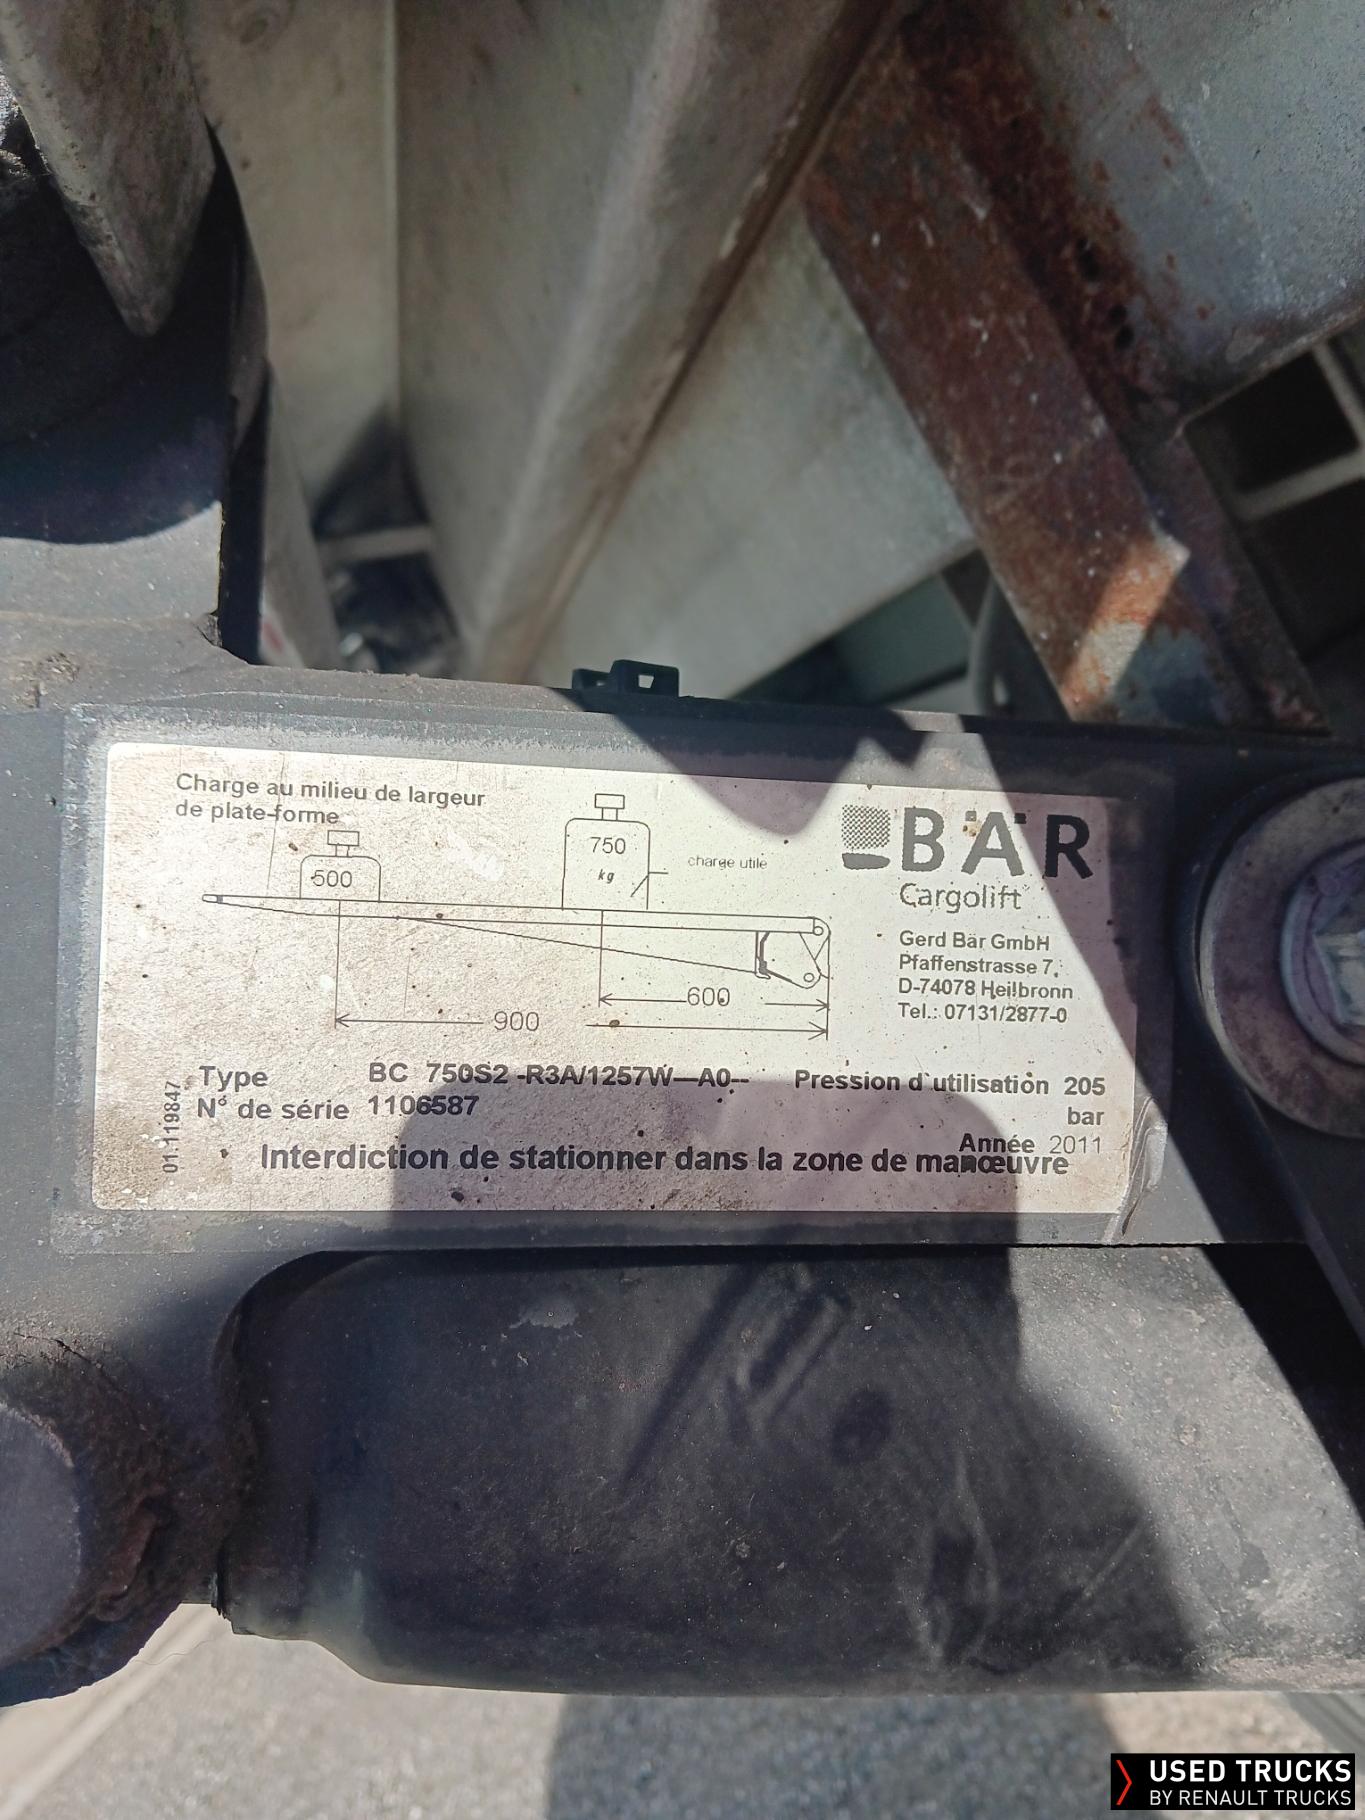 Charge au milieu de largeur
de plate-forme
500
750
kg
charge utile
BÄR
Cargolift
Gerd Bär GmbH
Pfaffenstrasse 7,
D-74078 Heilbronn
Tel.: 07131/2877-0
600
900
Type BC 750S2 -R3A/1257W—A0-- Pression d`utilisation 205
bar
N° de série 1106587
Année 2011
Interdiction de stationner dans la zone de manœuvre
01.119847
USED TRUCKS
BY RENAULT TRUCKS